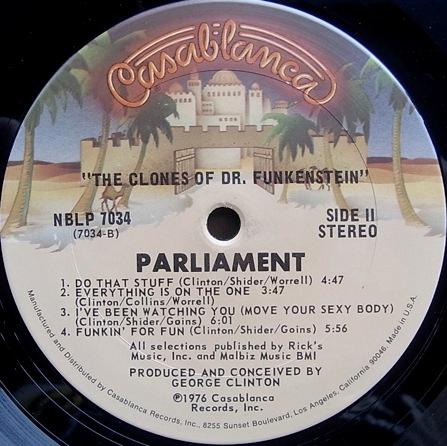 Casablanca
"THE CLONES OF DR. FUNKENSTEIN"
NBLP 7034
(7034-B)
SIDE II
STEREO
PARLIAMENT
1. DO THAT STUFF (Clinton/Shider/Worrell) 4:47
2. EVERYTHING IS ON THE ONE 3:47
(Clinton/Collins/Worrell)
3. I'VE BEEN WATCHING YOU (MOVE YOUR SEXY BODY)
(Clinton/Shider/Goins) 6:01
4. FUNKIN' FOR FUN (Clinton/Shider/Goins) 5:56
All selections published by Rick's
Music, Inc. and Malbiz Music BMI
PRODUCED AND CONCEIVED BY
GEORGE CLINTON
℗1976 Casablanca
Records, Inc.
Manufactured and Distributed by Casablanca Records, Inc., 8255 Sunset Boulevard, Los Angeles, California 90046. Made in U.S.A.